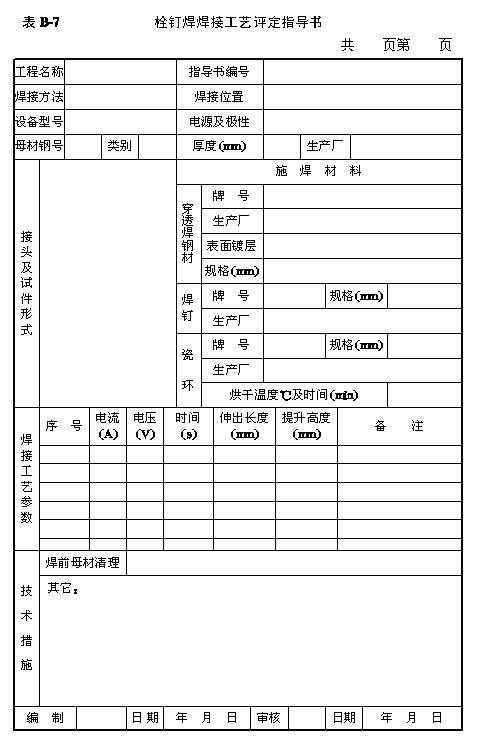 表 B-7 栓钉焊焊接工艺评定指导书
共 页第 页
工程名称 指导书编号
焊接方法 焊接位置
设备型号 电源及极性
母材钢号 类别 厚度(mm) 生产厂
接头及试件形式
施 焊 材 料
穿透焊钢材
牌 号
生产厂
表面镀层
规格(mm)
焊钉
牌 号 规格(mm)
生产厂
瓷环
牌 号 规格(mm)
生产厂
烘干温度℃及时间(min)
焊接工艺参数
序 号 电流(A) 电压(V) 时间(s) 伸出长度(mm) 提升高度(mm) 备 注
技术措施
焊前母材清理
其它：
编 制 日 期 年 月 日 审核 日期 年 月 日